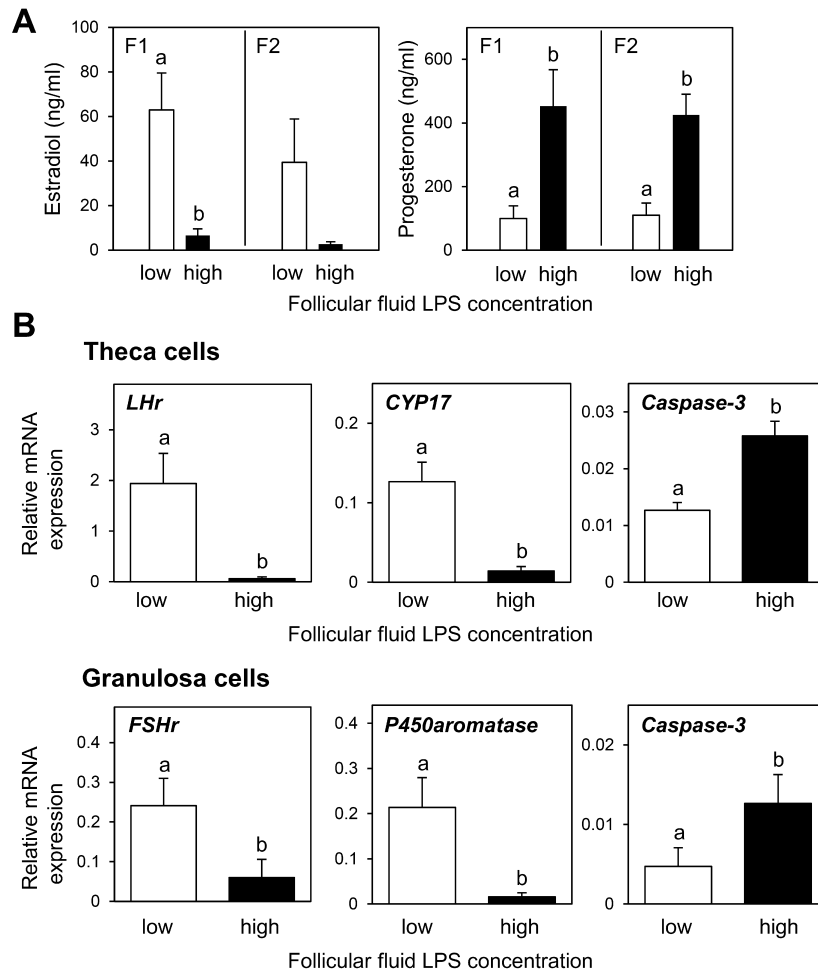 A
Estradiol (ng/ml)
100
80
60
40
20
0
F1
F2
a
b
low high
low high
Progesterone (ng/ml)
600
400
200
0
F1
F2
a
b
a
b
low high
low high
Follicular fluid LPS concentration
B
Theca cells
Relative mRNA
expression
LHr
3
2
1
0
a
b
low
high
CYP17
0.2
0.1
0
a
b
low
high
Caspase-3
0.03
0.02
0.01
0
a
b
low
high
Follicular fluid LPS concentration
Granulosa cells
Relative mRNA
expression
FSHr
0.4
0.3
0.2
0.1
0
a
b
low
high
P450aromatase
0.4
0.3
0.2
0.1
0
a
b
low
high
Caspase-3
0.02
0.01
0
a
b
low
high
Follicular fluid LPS concentration